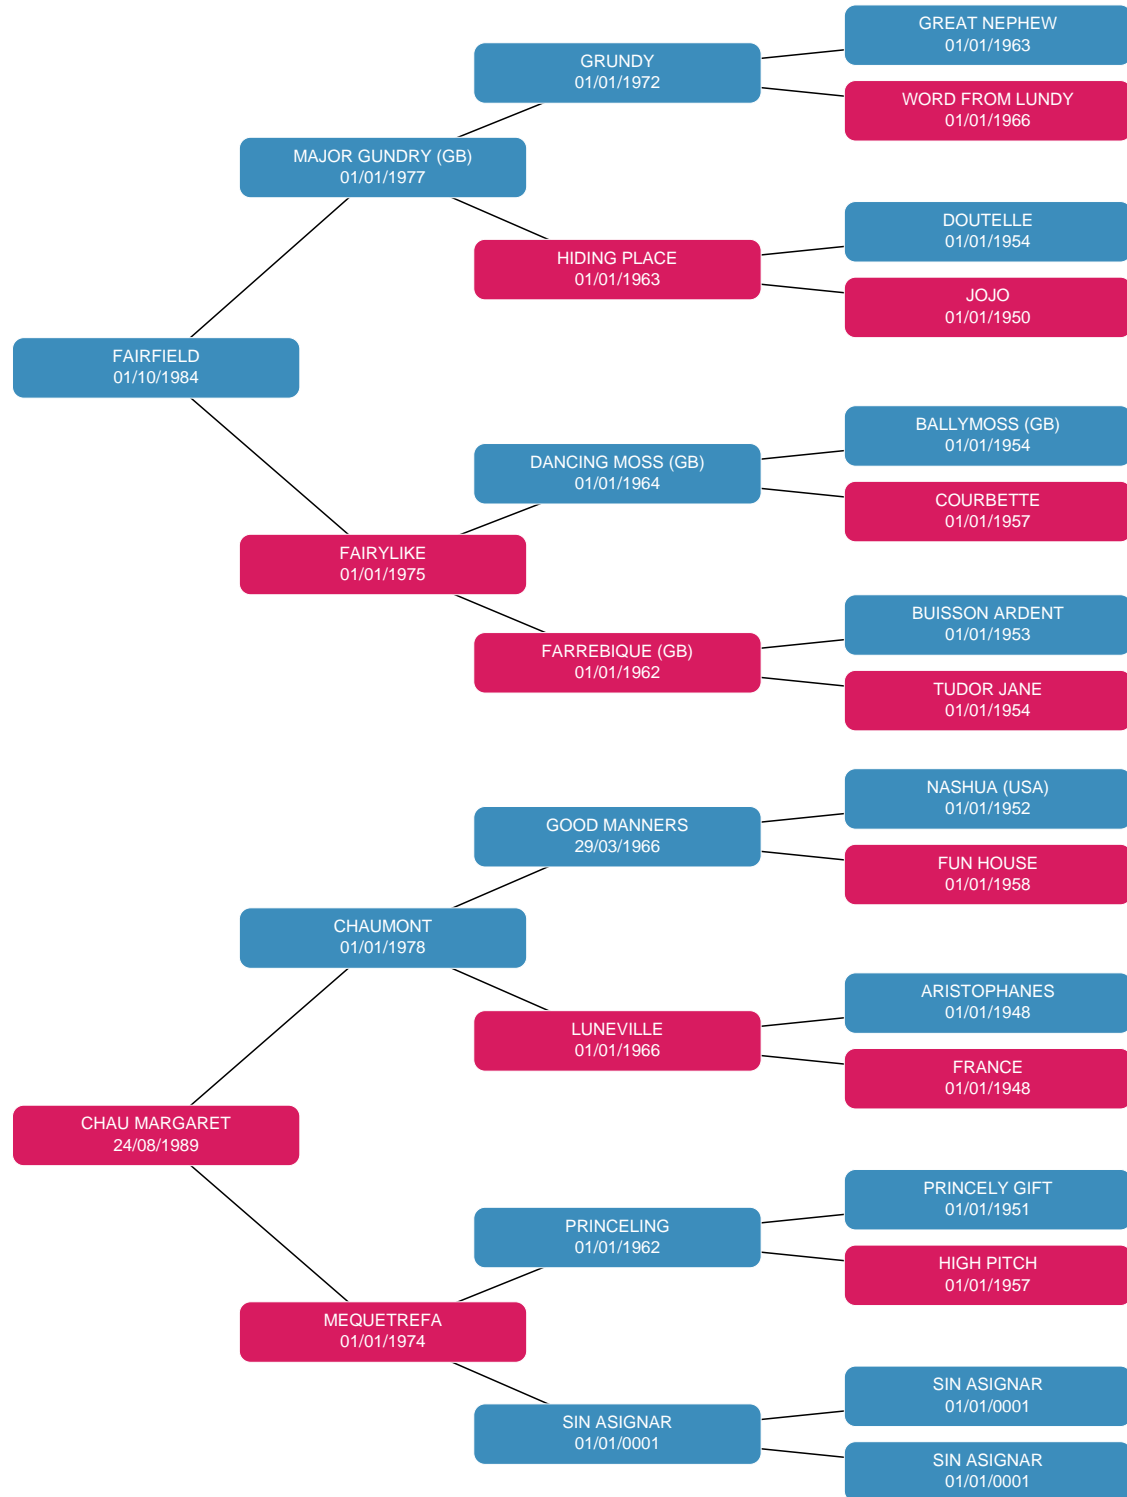 GREAT NEPHEW
01/01/1963
GRUNDY
01/01/1972
WORD FROM LUNDY
01/01/1966
MAJOR GUNDRY (GB)
01/01/1977
DOUTELLE
01/01/1954
HIDING PLACE
01/01/1963
JOJO
01/01/1950
FAIRFIELD
01/10/1984
BALLYMOSS (GB)
01/01/1954
DANCING MOSS (GB)
01/01/1964
COURBETTE
01/01/1957
FAIRYLIKE
01/01/1975
BUISSON ARDENT
01/01/1953
FARREBIQUE (GB)
01/01/1962
TUDOR JANE
01/01/1954
NASHUA (USA)
01/01/1952
GOOD MANNERS
29/03/1966
FUN HOUSE
01/01/1958
CHAUMONT
01/01/1978
ARISTOPHANES
01/01/1948
LUNEVILLE
01/01/1966
FRANCE
01/01/1948
CHAU MARGARET
24/08/1989
PRINCELY GIFT
01/01/1951
PRINCELING
01/01/1962
HIGH PITCH
01/01/1957
MEQUETREFA
01/01/1974
SIN ASIGNAR
01/01/0001
SIN ASIGNAR
01/01/0001
SIN ASIGNAR
01/01/0001